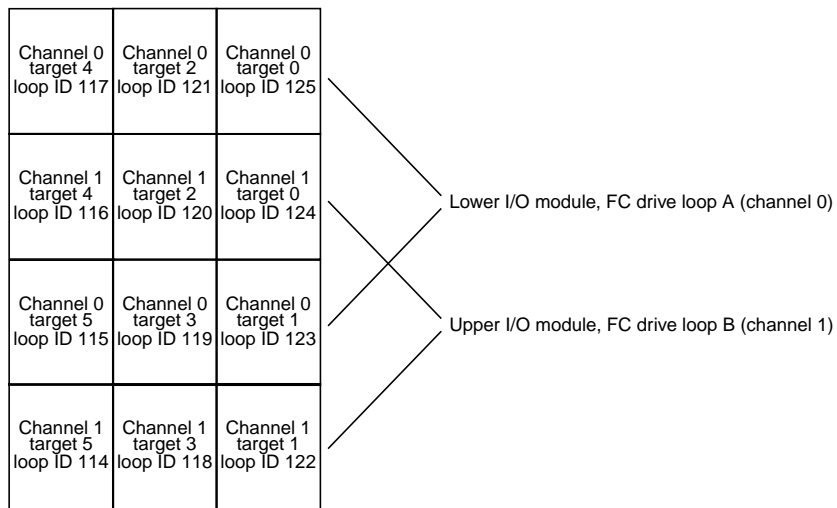 Channel 0
target 4
loop ID 117
Channel 0
target 2
loop ID 121
Channel 0
target 0
loop ID 125
Channel 1
target 4
loop ID 116
Channel 1
target 2
loop ID 120
Channel 1
target 0
loop ID 124
Lower I/O module, FC drive loop A (channel 0)
Channel 0
target 5
loop ID 115
Channel 0
target 3
loop ID 119
Channel 0
target 1
loop ID 123
Upper I/O module, FC drive loop B (channel 1)
Channel 1
target 5
loop ID 114
Channel 1
target 3
loop ID 118
Channel 1
target 1
loop ID 122